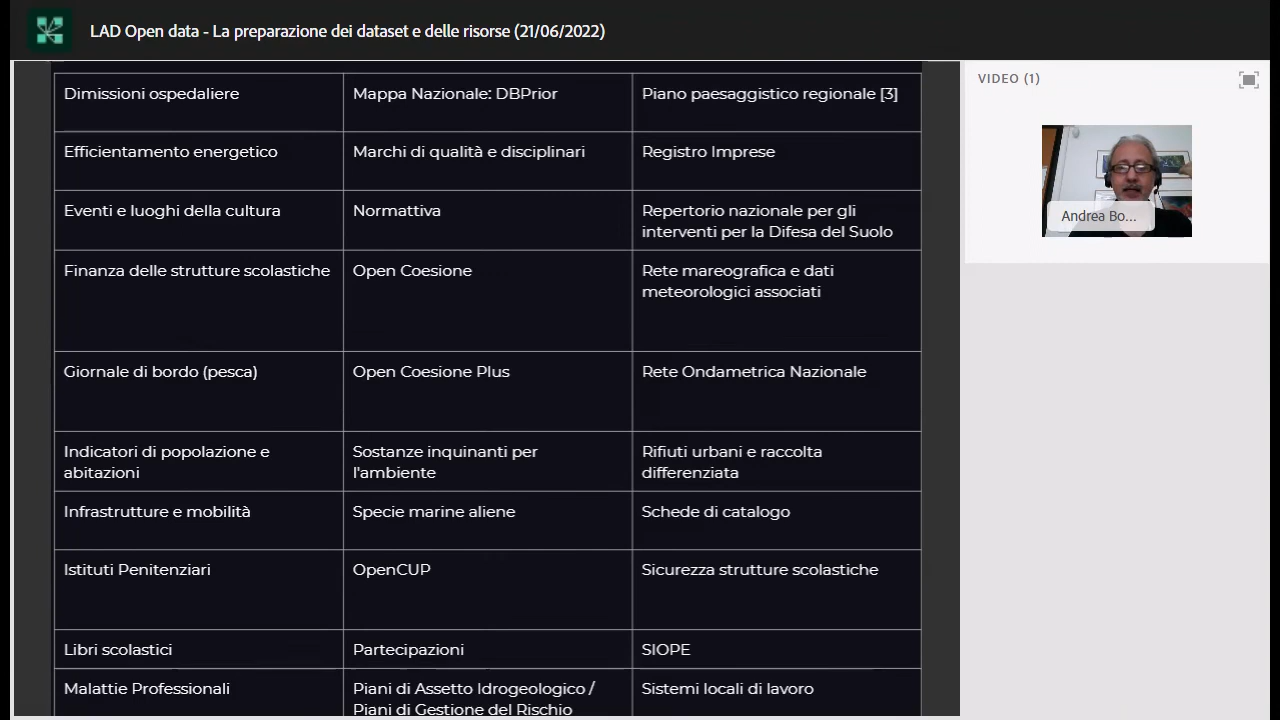 LAD Open data - La preparazione dei dataset e delle risorse (21/06/2022)
VIDEO (1)
Andrea Bo...
Dimissioni ospedaliere
Mappa Nazionale: DBPrior
Piano paesaggistico regionale [3]
Efficientamento energetico
Marchi di qualità e disciplinari
Registro Imprese
Eventi e luoghi della cultura
Normattiva
Repertorio nazionale per gli
interventi per la Difesa del Suolo
Finanza delle strutture scolastiche
Open Coesione
Rete mareografica e dati
meteorologici associati
Giornale di bordo (pesca)
Open Coesione Plus
Rete Ondametrica Nazionale
Indicatori di popolazione e
abitazioni
Sostanze inquinanti per
l'ambiente
Rifiuti urbani e raccolta
differenziata
Infrastrutture e mobilità
Specie marine aliene
Schede di catalogo
Istituti Penitenziari
OpenCUP
Sicurezza strutture scolastiche
Libri scolastici
Partecipazioni
SIOPE
Malattie Professionali
Piani di Assetto Idrogeologico /
Piani di Gestione del Rischio
Sistemi locali di lavoro